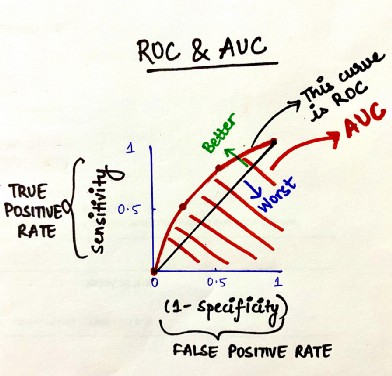 ROC & AUC
This curve
is ROC
AUC
Better
Worst
1
0.5
TRUE
POSITIVE
RATE
Sensitivity
0
0.5
1
(1- specificity)
FALSE POSITIVE RATE